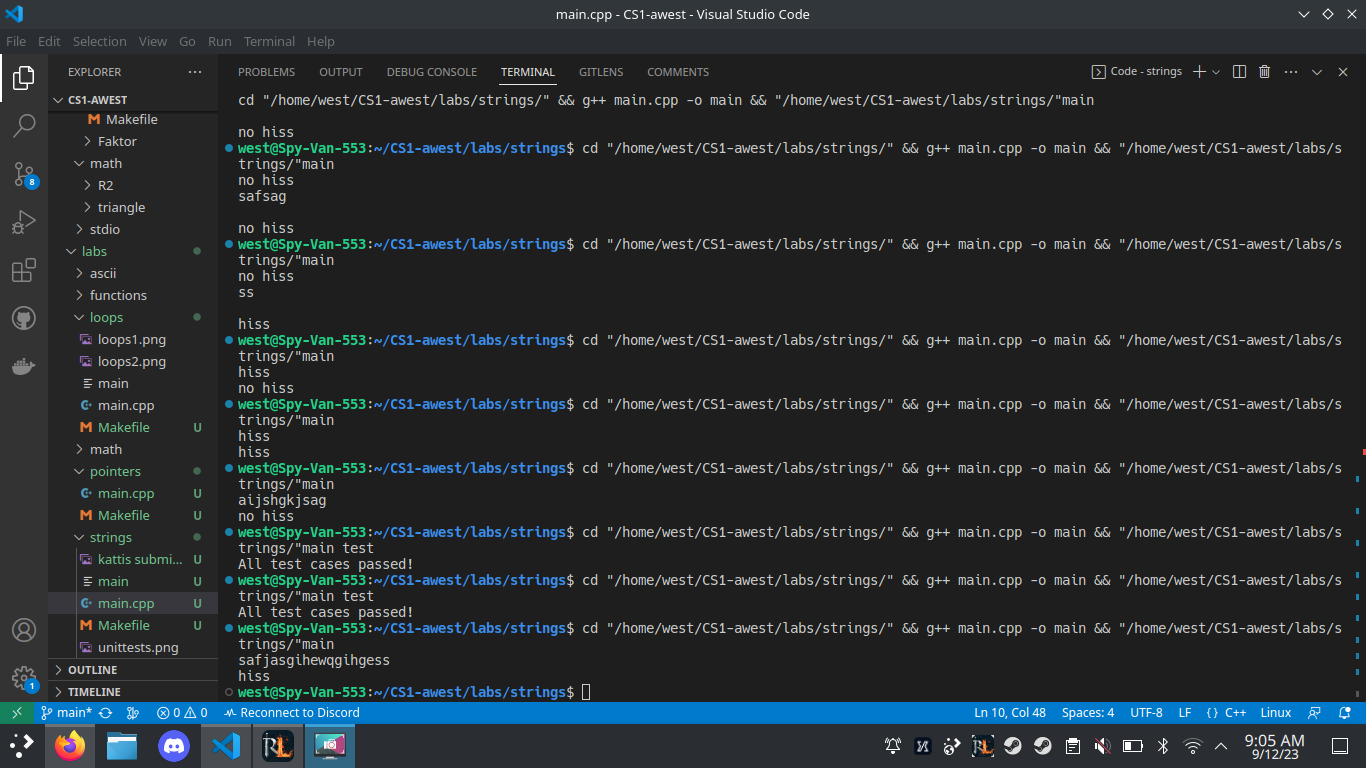 main.cpp - CS1-awest - Visual Studio Code
File Edit Selection View Go Run Terminal Help
EXPLORER
PROBLEMS OUTPUT DEBUG CONSOLE TERMINAL GITLENS COMMENTS
Code - strings
CS1-AWEST
Makefile
Faktor
math
R2
triangle
stdio
labs
ascii
functions
loops
loops1.png
loops2.png
main
main.cpp
Makefile U
math
pointers
main.cpp U
Makefile U
strings
kattis submi... U
main U
main.cpp U
Makefile U
unittests.png
OUTLINE
TIMELINE
8
1
cd "/home/west/CS1-awest/labs/strings/" && g++ main.cpp -o main && "/home/west/CS1-awest/labs/strings/"main
no hiss
west@Spy-Van-553:~/CS1-awest/labs/strings$ cd "/home/west/CS1-awest/labs/strings/" && g++ main.cpp -o main && "/home/west/CS1-awest/labs/s
trings/"main
no hiss
safsag
no hiss
west@Spy-Van-553:~/CS1-awest/labs/strings$ cd "/home/west/CS1-awest/labs/strings/" && g++ main.cpp -o main && "/home/west/CS1-awest/labs/s
trings/"main
no hiss
ss
hiss
west@Spy-Van-553:~/CS1-awest/labs/strings$ cd "/home/west/CS1-awest/labs/strings/" && g++ main.cpp -o main && "/home/west/CS1-awest/labs/s
trings/"main
hiss
no hiss
west@Spy-Van-553:~/CS1-awest/labs/strings$ cd "/home/west/CS1-awest/labs/strings/" && g++ main.cpp -o main && "/home/west/CS1-awest/labs/s
trings/"main
hiss
hiss
west@Spy-Van-553:~/CS1-awest/labs/strings$ cd "/home/west/CS1-awest/labs/strings/" && g++ main.cpp -o main && "/home/west/CS1-awest/labs/s
trings/"main
aijshgkjsag
no hiss
west@Spy-Van-553:~/CS1-awest/labs/strings$ cd "/home/west/CS1-awest/labs/strings/" && g++ main.cpp -o main && "/home/west/CS1-awest/labs/s
trings/"main test
All test cases passed!
west@Spy-Van-553:~/CS1-awest/labs/strings$ cd "/home/west/CS1-awest/labs/strings/" && g++ main.cpp -o main && "/home/west/CS1-awest/labs/s
trings/"main test
All test cases passed!
west@Spy-Van-553:~/CS1-awest/labs/strings$ cd "/home/west/CS1-awest/labs/strings/" && g++ main.cpp -o main && "/home/west/CS1-awest/labs/s
trings/"main
safjasgihewqgihgess
hiss
west@Spy-Van-553:~/CS1-awest/labs/strings$
main* 0 0 Reconnect to Discord Ln 10, Col 48 Spaces: 4 UTF-8 LF {} C++ Linux
RL
9:05 AM
9/12/23